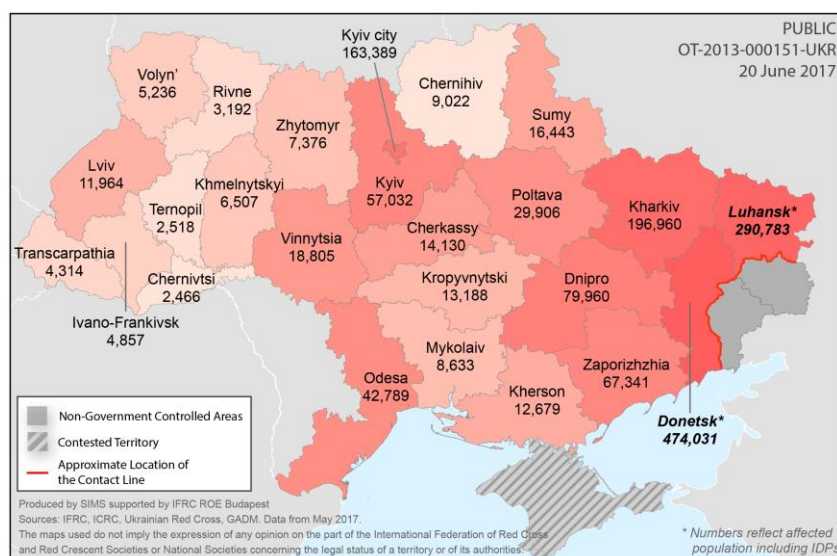 PUBLIC
OT-2013-000151-UKR
20 June 2017
Kyiv city
163,389
Volyn’
5,236
Rivne
3,192
Zhytomyr
7,376
Chernihiv
9,022
Sumy
16,443
Lviv
11,964
Khmelnytskyi
6,507
Kyiv
57,032
Poltava
29,906
Kharkiv
196,960
Luhansk*
290,783
Ternopil
2,518
Vinnytsia
18,805
Cherkassy
14,130
Transcarpathia
4,314
Chernivtsi
2,466
Kropyvnytski
13,188
Dnipro
79,960
Ivano-Frankivsk
4,857
Mykolaiv
8,633
Zaporizhzhia
67,341
Odesa
42,789
Kherson
12,679
Donetsk*
474,031
Non-Government Controlled Areas
Contested Territory
Approximate Location of
the Contact Line
Produced by SIMS supported by IFRC ROE Budapest
Sources: IFRC, ICRC, Ukrainian Red Cross, GADM. Data from May 2017.
The maps used do not imply the expression of any opinion on the part of the International Federation of Red Cross
and Red Crescent Societies or National Societies concerning the legal status of a territory or of its authorities.
* Numbers reflect affected
population including IDPs